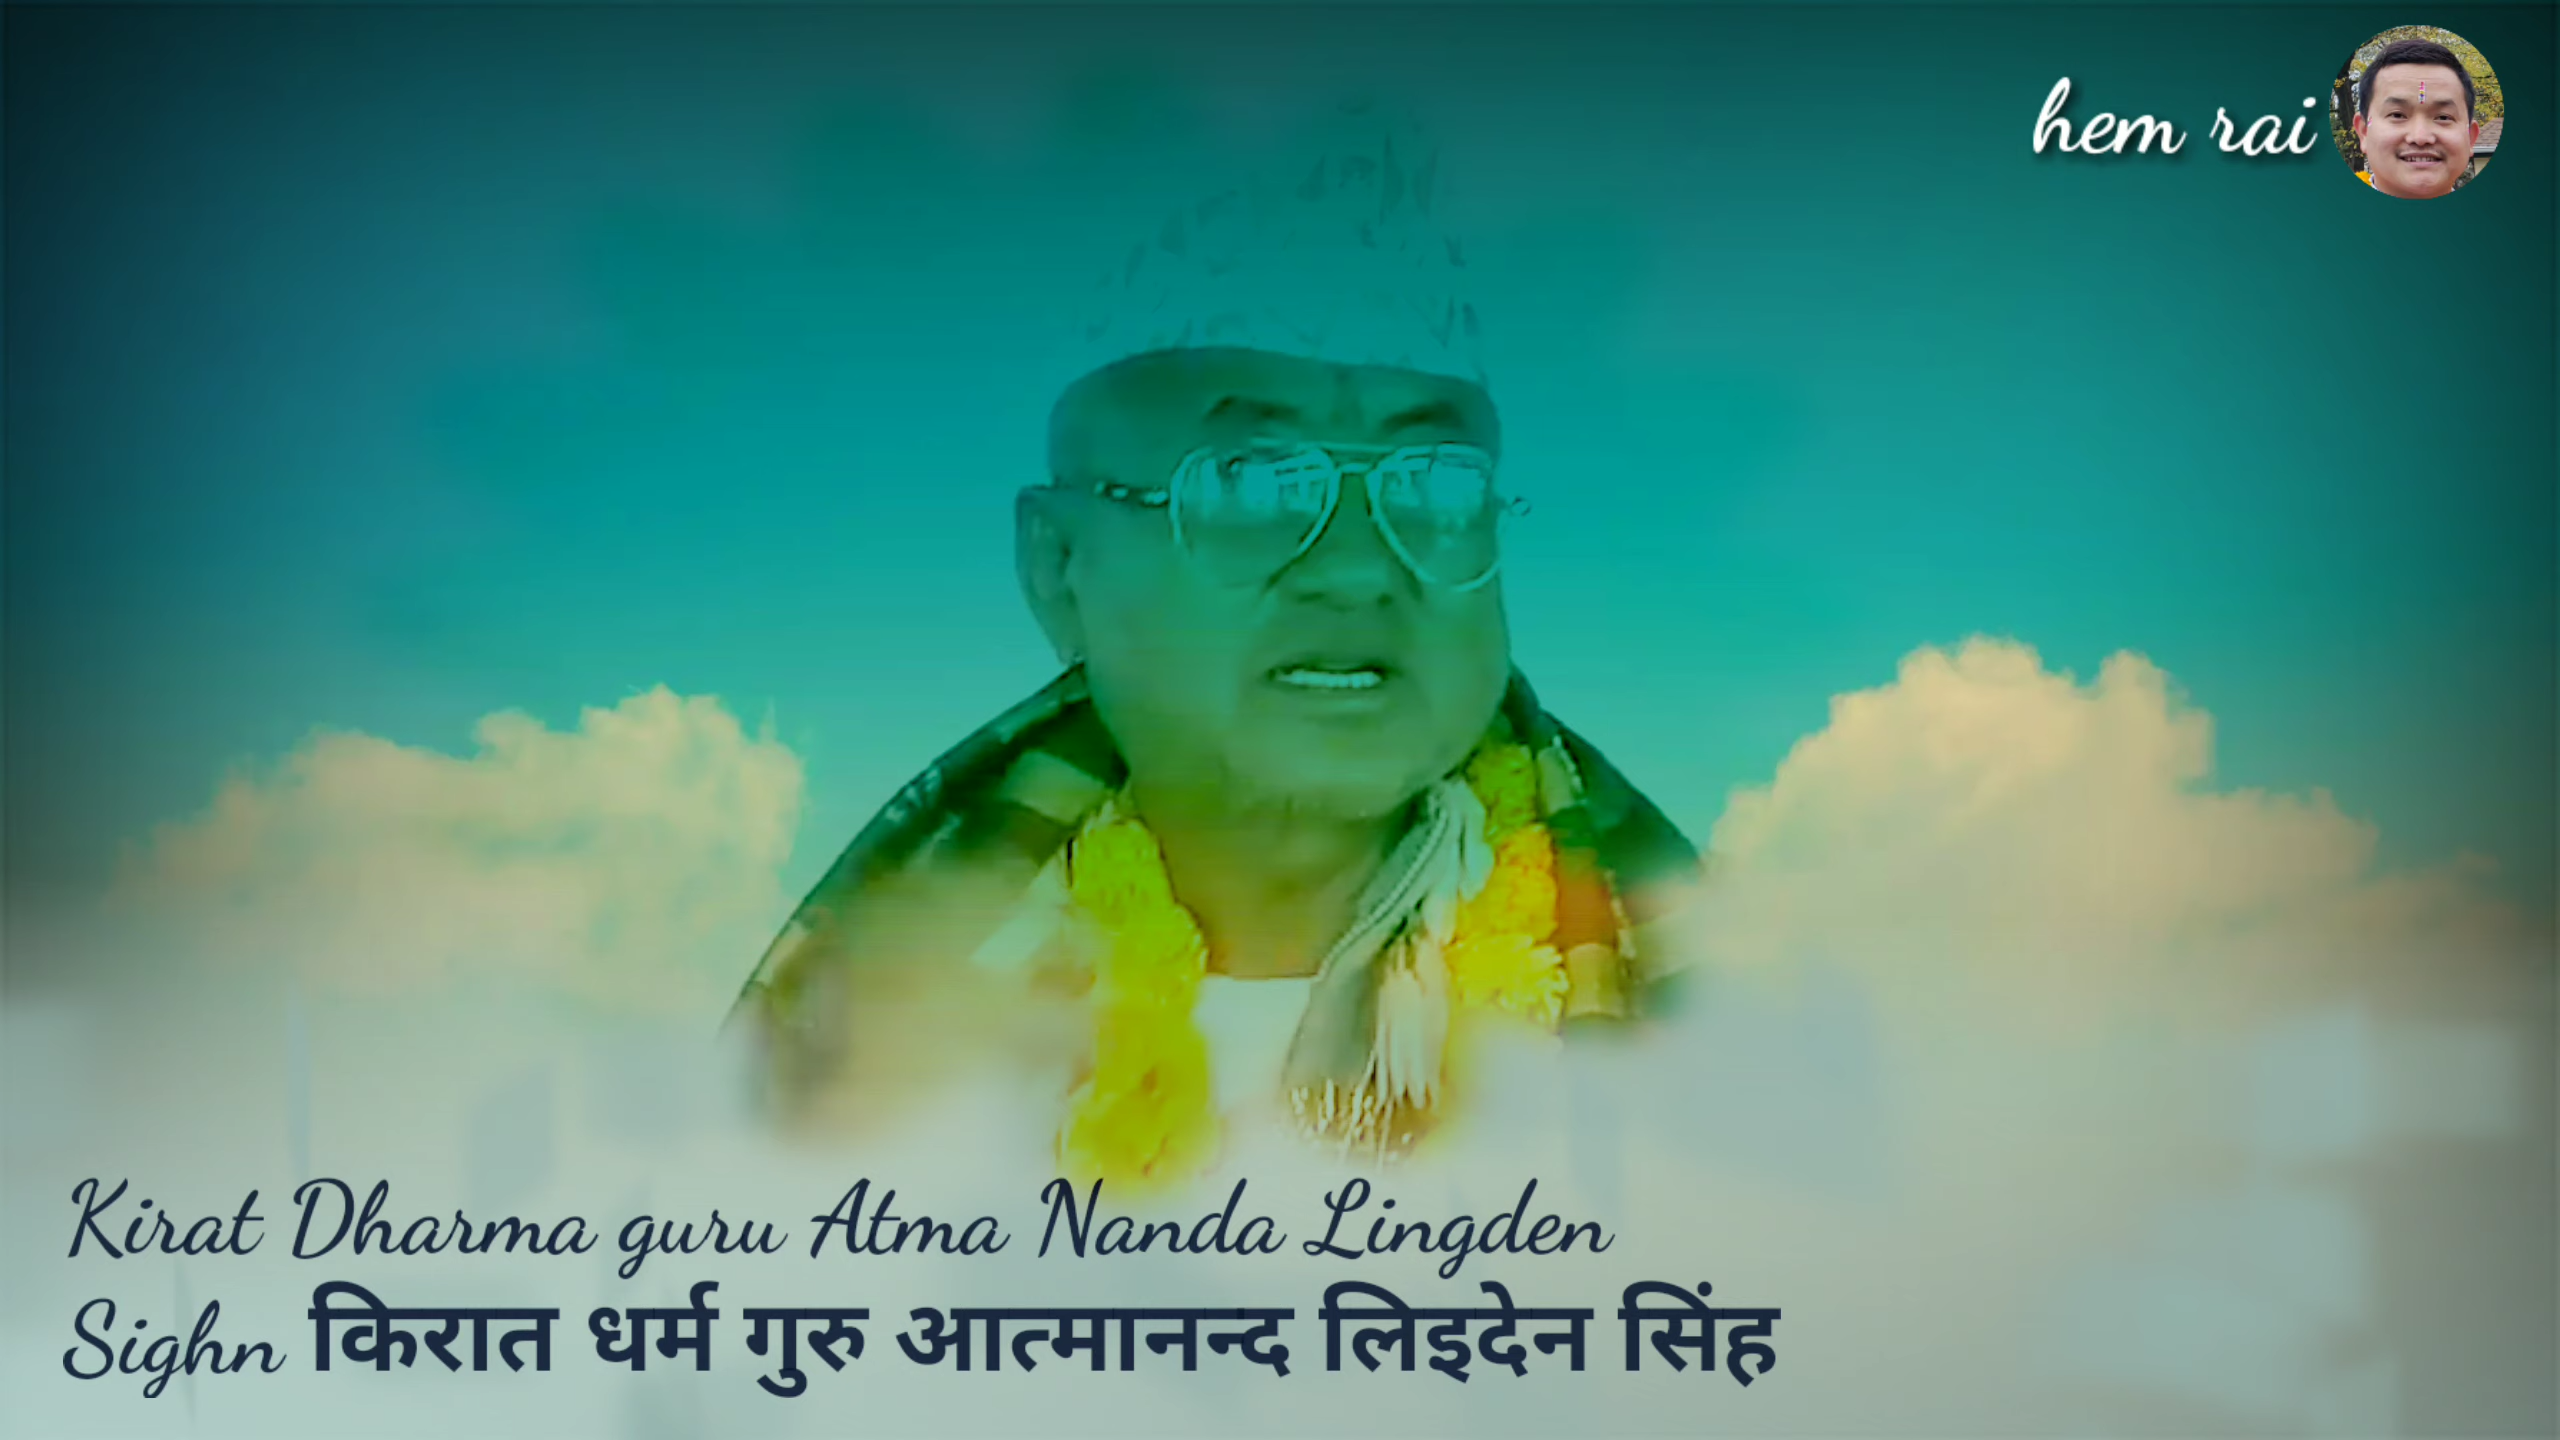 hem rai
Kirat Dharma guru Atma Nanda Lingden
Sighn किरात धर्म गुरु आत्मानन्द लिइदेन सिंह